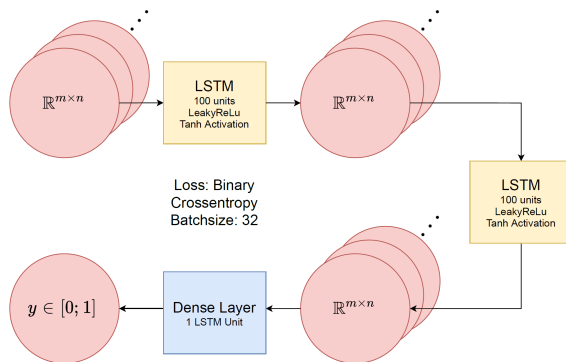 ℝ^{m×n}
LSTM
100 units
LeakyReLu
Tanh Activation
ℝ^{m×n}
LSTM
100 units
LeakyReLu
Tanh Activation
Loss: Binary
Crossentropy
Batchsize: 32
y ∈ [0; 1]
Dense Layer
1 LSTM Unit
ℝ^{m×n}